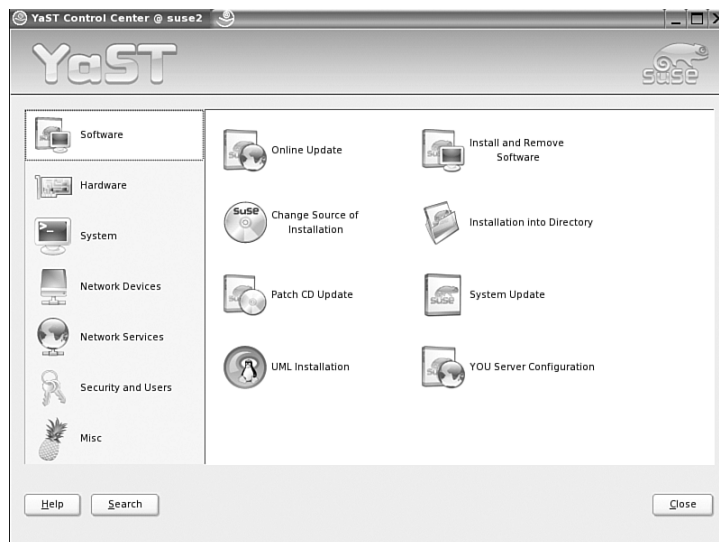 YaST Control Center @ suse2
YaST
SUSE
Software
Hardware
System
Network Devices
Network Services
Security and Users
Misc
Online Update
Install and Remove
Software
SUSE
Change Source of
Installation
Installation into Directory
Patch CD Update
System Update
UML Installation
YOU Server Configuration
Help
Search
Close